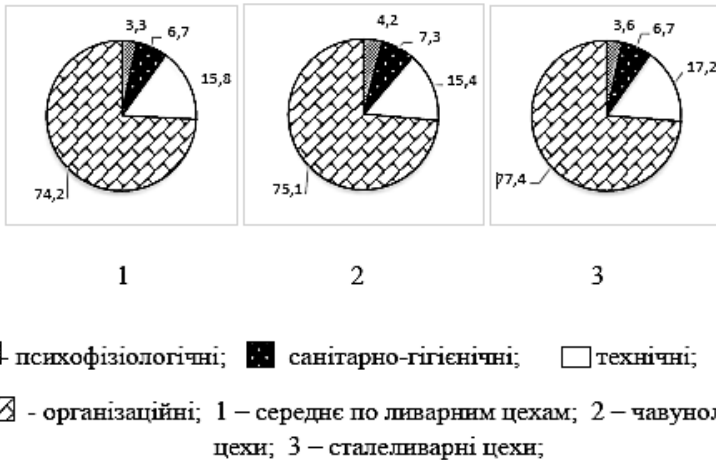 3,3 6,7 15,8 74,2
4,2 7,3 15,4 75,1
3,6 6,7 17,2 77,4
1 2 3
- психофізіологічні; санітарно-гігієнічні; технічні;
- організаційні; 1 – середнє по ливарним цехам; 2 –
цехи; 3 – сталеливарні цехи;